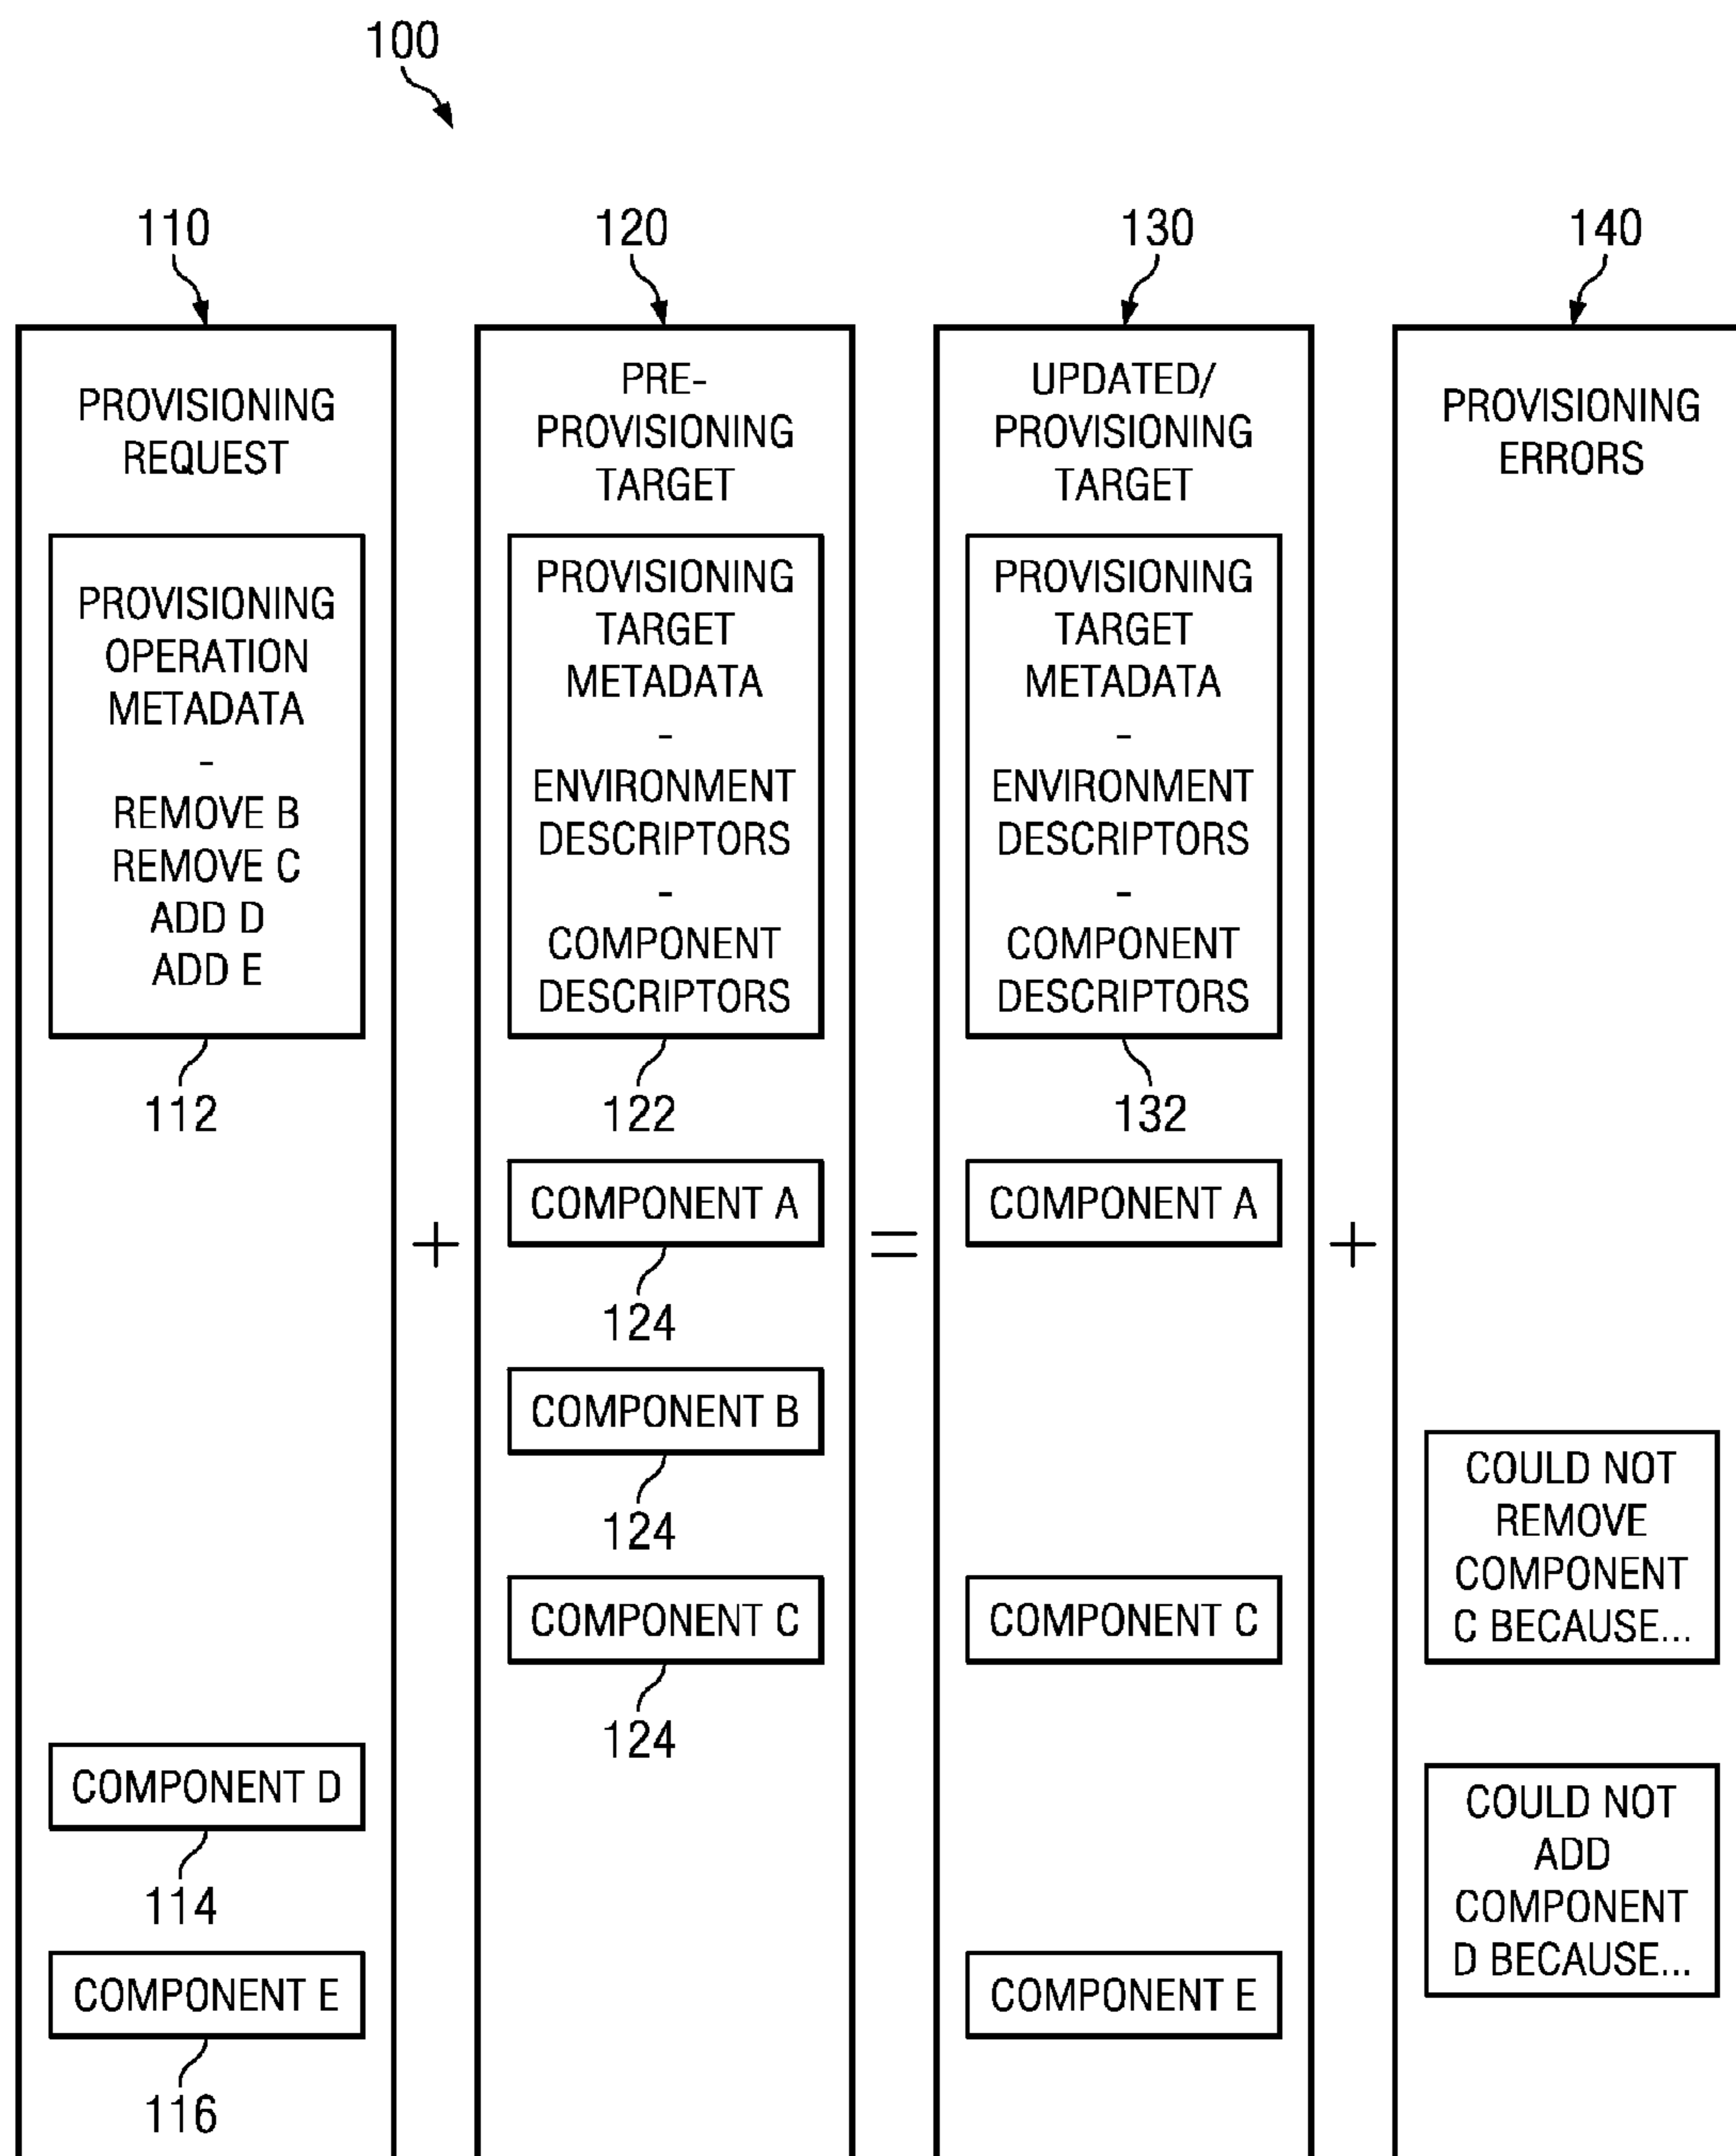 100
110
120
130
140
PROVISIONING
REQUEST
PROVISIONING
OPERATION
METADATA
-
REMOVE B
REMOVE C
ADD D
ADD E
112
COMPONENT D
114
COMPONENT E
116
+
PRE-
PROVISIONING
TARGET
PROVISIONING
TARGET
METADATA
-
ENVIRONMENT
DESCRIPTORS
-
COMPONENT
DESCRIPTORS
122
COMPONENT A
124
COMPONENT B
124
COMPONENT C
124
=
UPDATED/
PROVISIONING
TARGET
PROVISIONING
TARGET
METADATA
-
ENVIRONMENT
DESCRIPTORS
-
COMPONENT
DESCRIPTORS
132
COMPONENT A
COMPONENT C
COMPONENT E
+
PROVISIONING
ERRORS
COULD NOT
REMOVE
COMPONENT
C BECAUSE...
COULD NOT
ADD
COMPONENT
D BECAUSE...